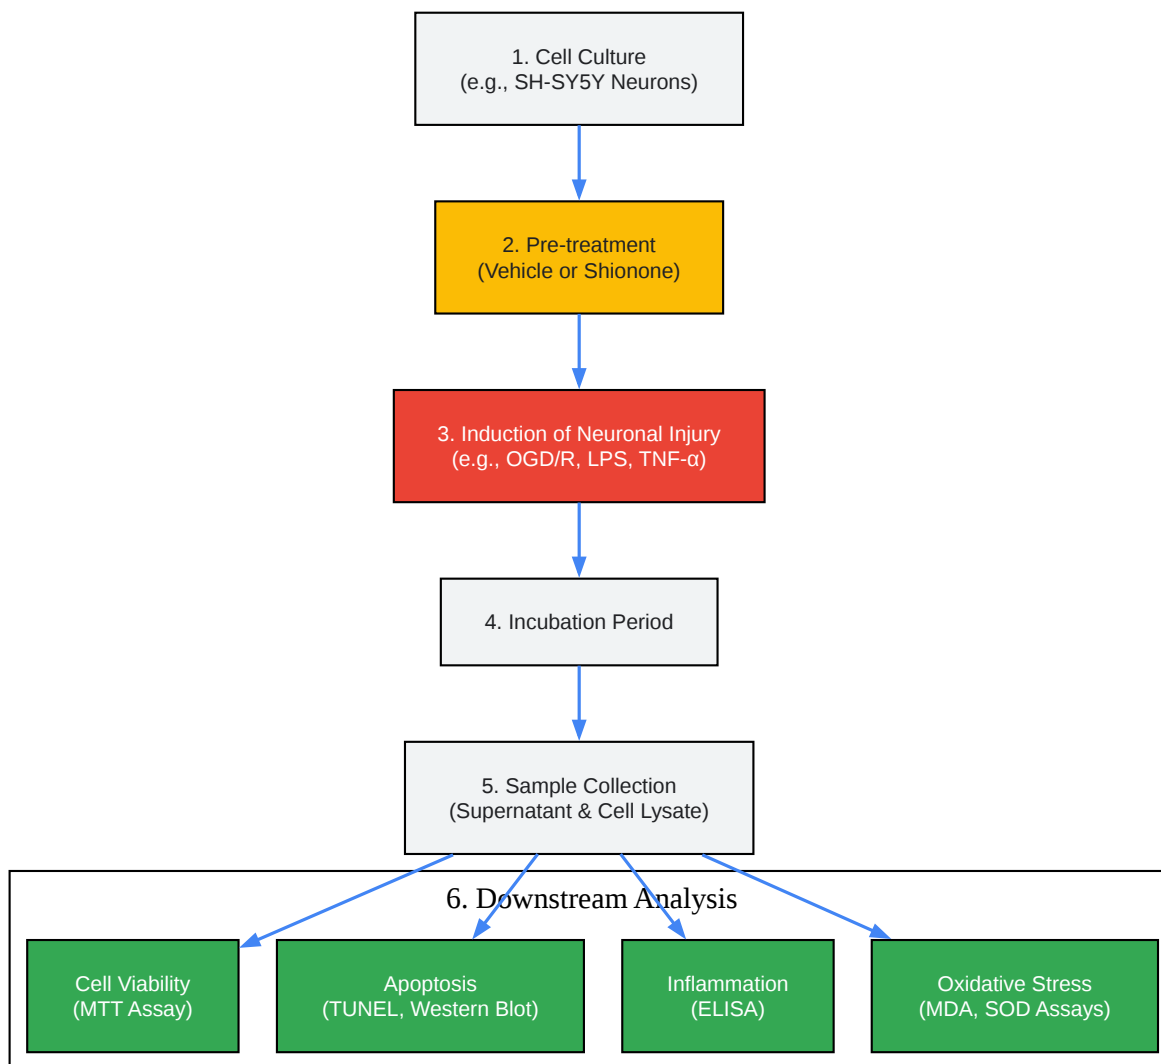 1. Cell Culture
(e.g., SH-SY5Y Neurons)
2. Pre-treatment
(Vehicle or Shionone)
3. Induction of Neuronal Injury
(e.g., OGD/R, LPS, TNF-α)
4. Incubation Period
5. Sample Collection
(Supernatant & Cell Lysate)
6. Downstream Analysis
Cell Viability
(MTT Assay)
Apoptosis
(TUNEL, Western Blot)
Inflammation
(ELISA)
Oxidative Stress
(MDA, SOD Assays)